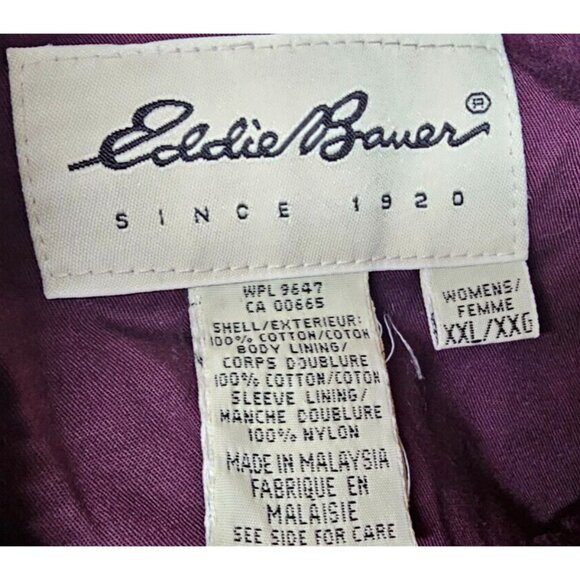 Eddie Bauer®
SINCE 1920
WPL 9647
CA 00665
SHELL/EXTERIEUR:
100% COTTON/COTON
BODY LINING/
CORPS DOUBLURE
100% COTTON/COTON
SLEEVE LINING/
MANCHE DOUBLURE
100% NYLON
MADE IN MALAYSIA
FABRIQUE EN
MALAISIE
SEE SIDE FOR CARE
WOMENS/
FEMME
XXL/XXG